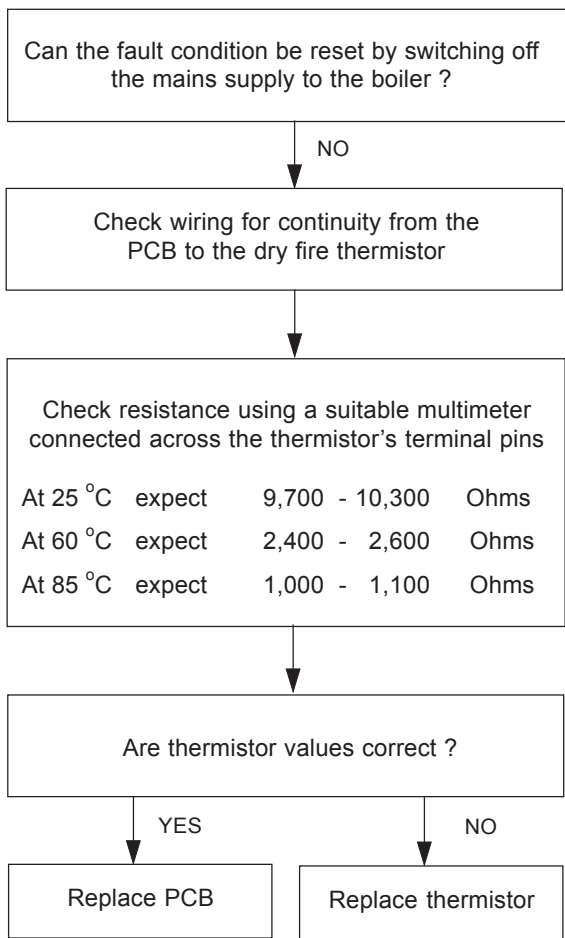 Can the fault condition be reset by switching off
the mains supply to the boiler ?
NO
Check wiring for continuity from the
PCB to the dry fire thermistor
Check resistance using a suitable multimeter
connected across the thermistor's terminal pins
At 25 °C expect 9,700 - 10,300 Ohms
At 60 °C expect 2,400 - 2,600 Ohms
At 85 °C expect 1,000 - 1,100 Ohms
Are thermistor values correct ?
YES
NO
Replace PCB
Replace thermistor